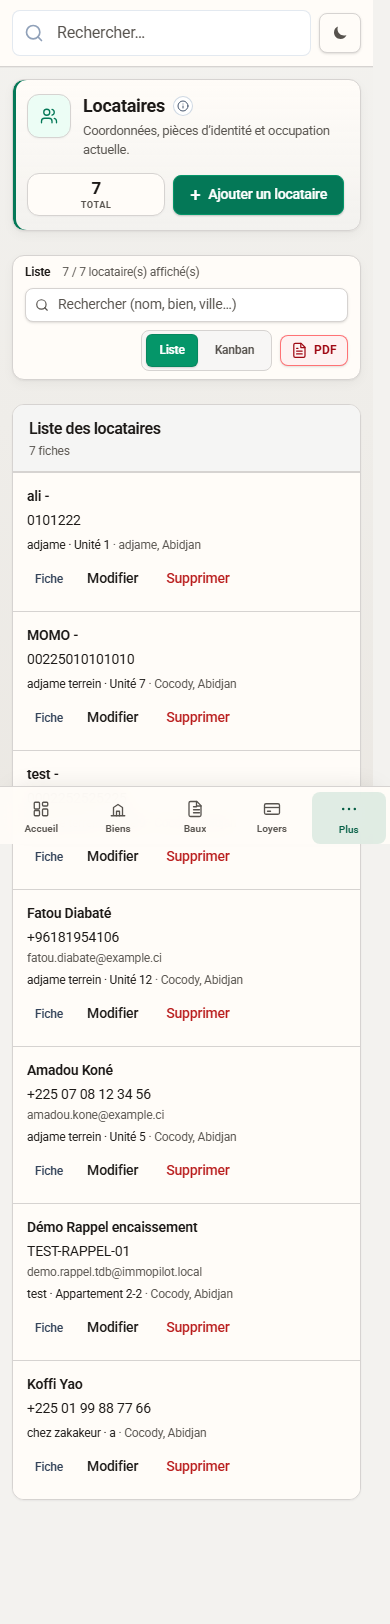 Rechercher...
Locataires
Coordonnées, pièces d'identité et occupation
actuelle.
7
TOTAL
+ Ajouter un locataire
Liste 7 / 7 locataire(s) affiché(s)
Rechercher (nom, bien, ville...)
Liste Kanban PDF
Liste des locataires
7 fiches
ali -
0101222
adjame · Unité 1 · adjame, Abidjan
Fiche Modifier Supprimer
MOMO -
00225010101010
adjame terrein · Unité 7 · Cocody, Abidjan
Fiche Modifier Supprimer
test -
Accueil Biens Baux Loyers Plus
Fiche Modifier Supprimer
Fatou Diabaté
+96181954106
fatou.diabate@example.ci
adjame terrein · Unité 12 · Cocody, Abidjan
Fiche Modifier Supprimer
Amadou Koné
+225 07 08 12 34 56
amadou.kone@example.ci
adjame terrein · Unité 5 · Cocody, Abidjan
Fiche Modifier Supprimer
Démo Rappel encaissement
TEST-RAPPEL-01
demo.rappel.tdb@immopilot.local
test · Appartement 2-2 · Cocody, Abidjan
Fiche Modifier Supprimer
Koffi Yao
+225 01 99 88 77 66
chez zakakeur · a · Cocody, Abidjan
Fiche Modifier Supprimer